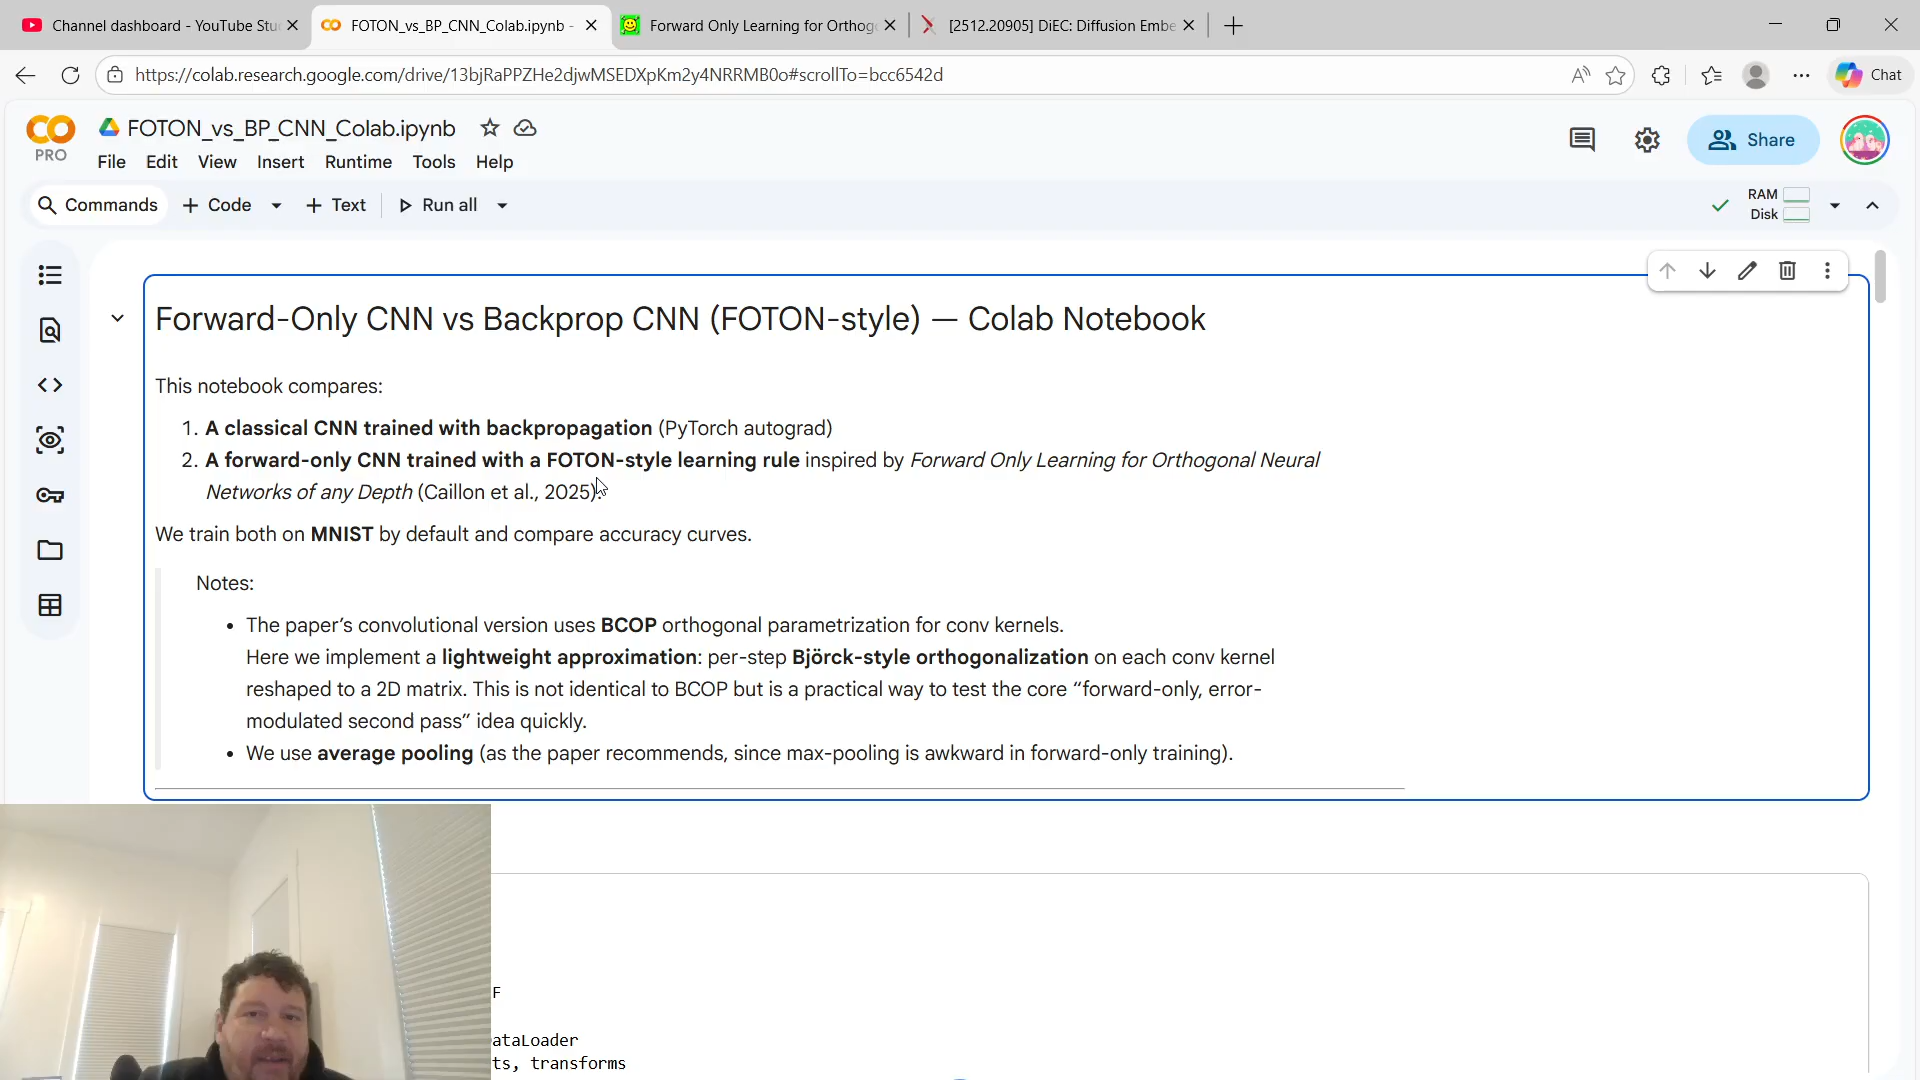 Channel dashboard - YouTube Stu
FOTON_vs_BP_CNN_Colab.ipynb -
Forward Only Learning for Orthog
[2512.20905] DiEC: Diffusion Embe
https://colab.research.google.com/drive/13bjRaPPZHe2djwMSEDXpKm2y4NRRMB0o#scrollTo=bcc6542d
Chat
PRO
FOTON_vs_BP_CNN_Colab.ipynb
File Edit View Insert Runtime Tools Help
Share
Commands + Code + Text Run all
RAM
Disk
Forward-Only CNN vs Backprop CNN (FOTON-style) — Colab Notebook
This notebook compares:
1. A classical CNN trained with backpropagation (PyTorch autograd)
2. A forward-only CNN trained with a FOTON-style learning rule inspired by Forward Only Learning for Orthogonal Neural
Networks of any Depth (Caillon et al., 2025).
We train both on MNIST by default and compare accuracy curves.
Notes:
• The paper’s convolutional version uses BCOP orthogonal parametrization for conv kernels.
Here we implement a lightweight approximation: per-step Björck-style orthogonalization on each conv kernel
reshaped to a 2D matrix. This is not identical to BCOP but is a practical way to test the core “forward-only, error-
modulated second pass” idea quickly.
• We use average pooling (as the paper recommends, since max-pooling is awkward in forward-only training).
F
ataLoader
ts, transforms